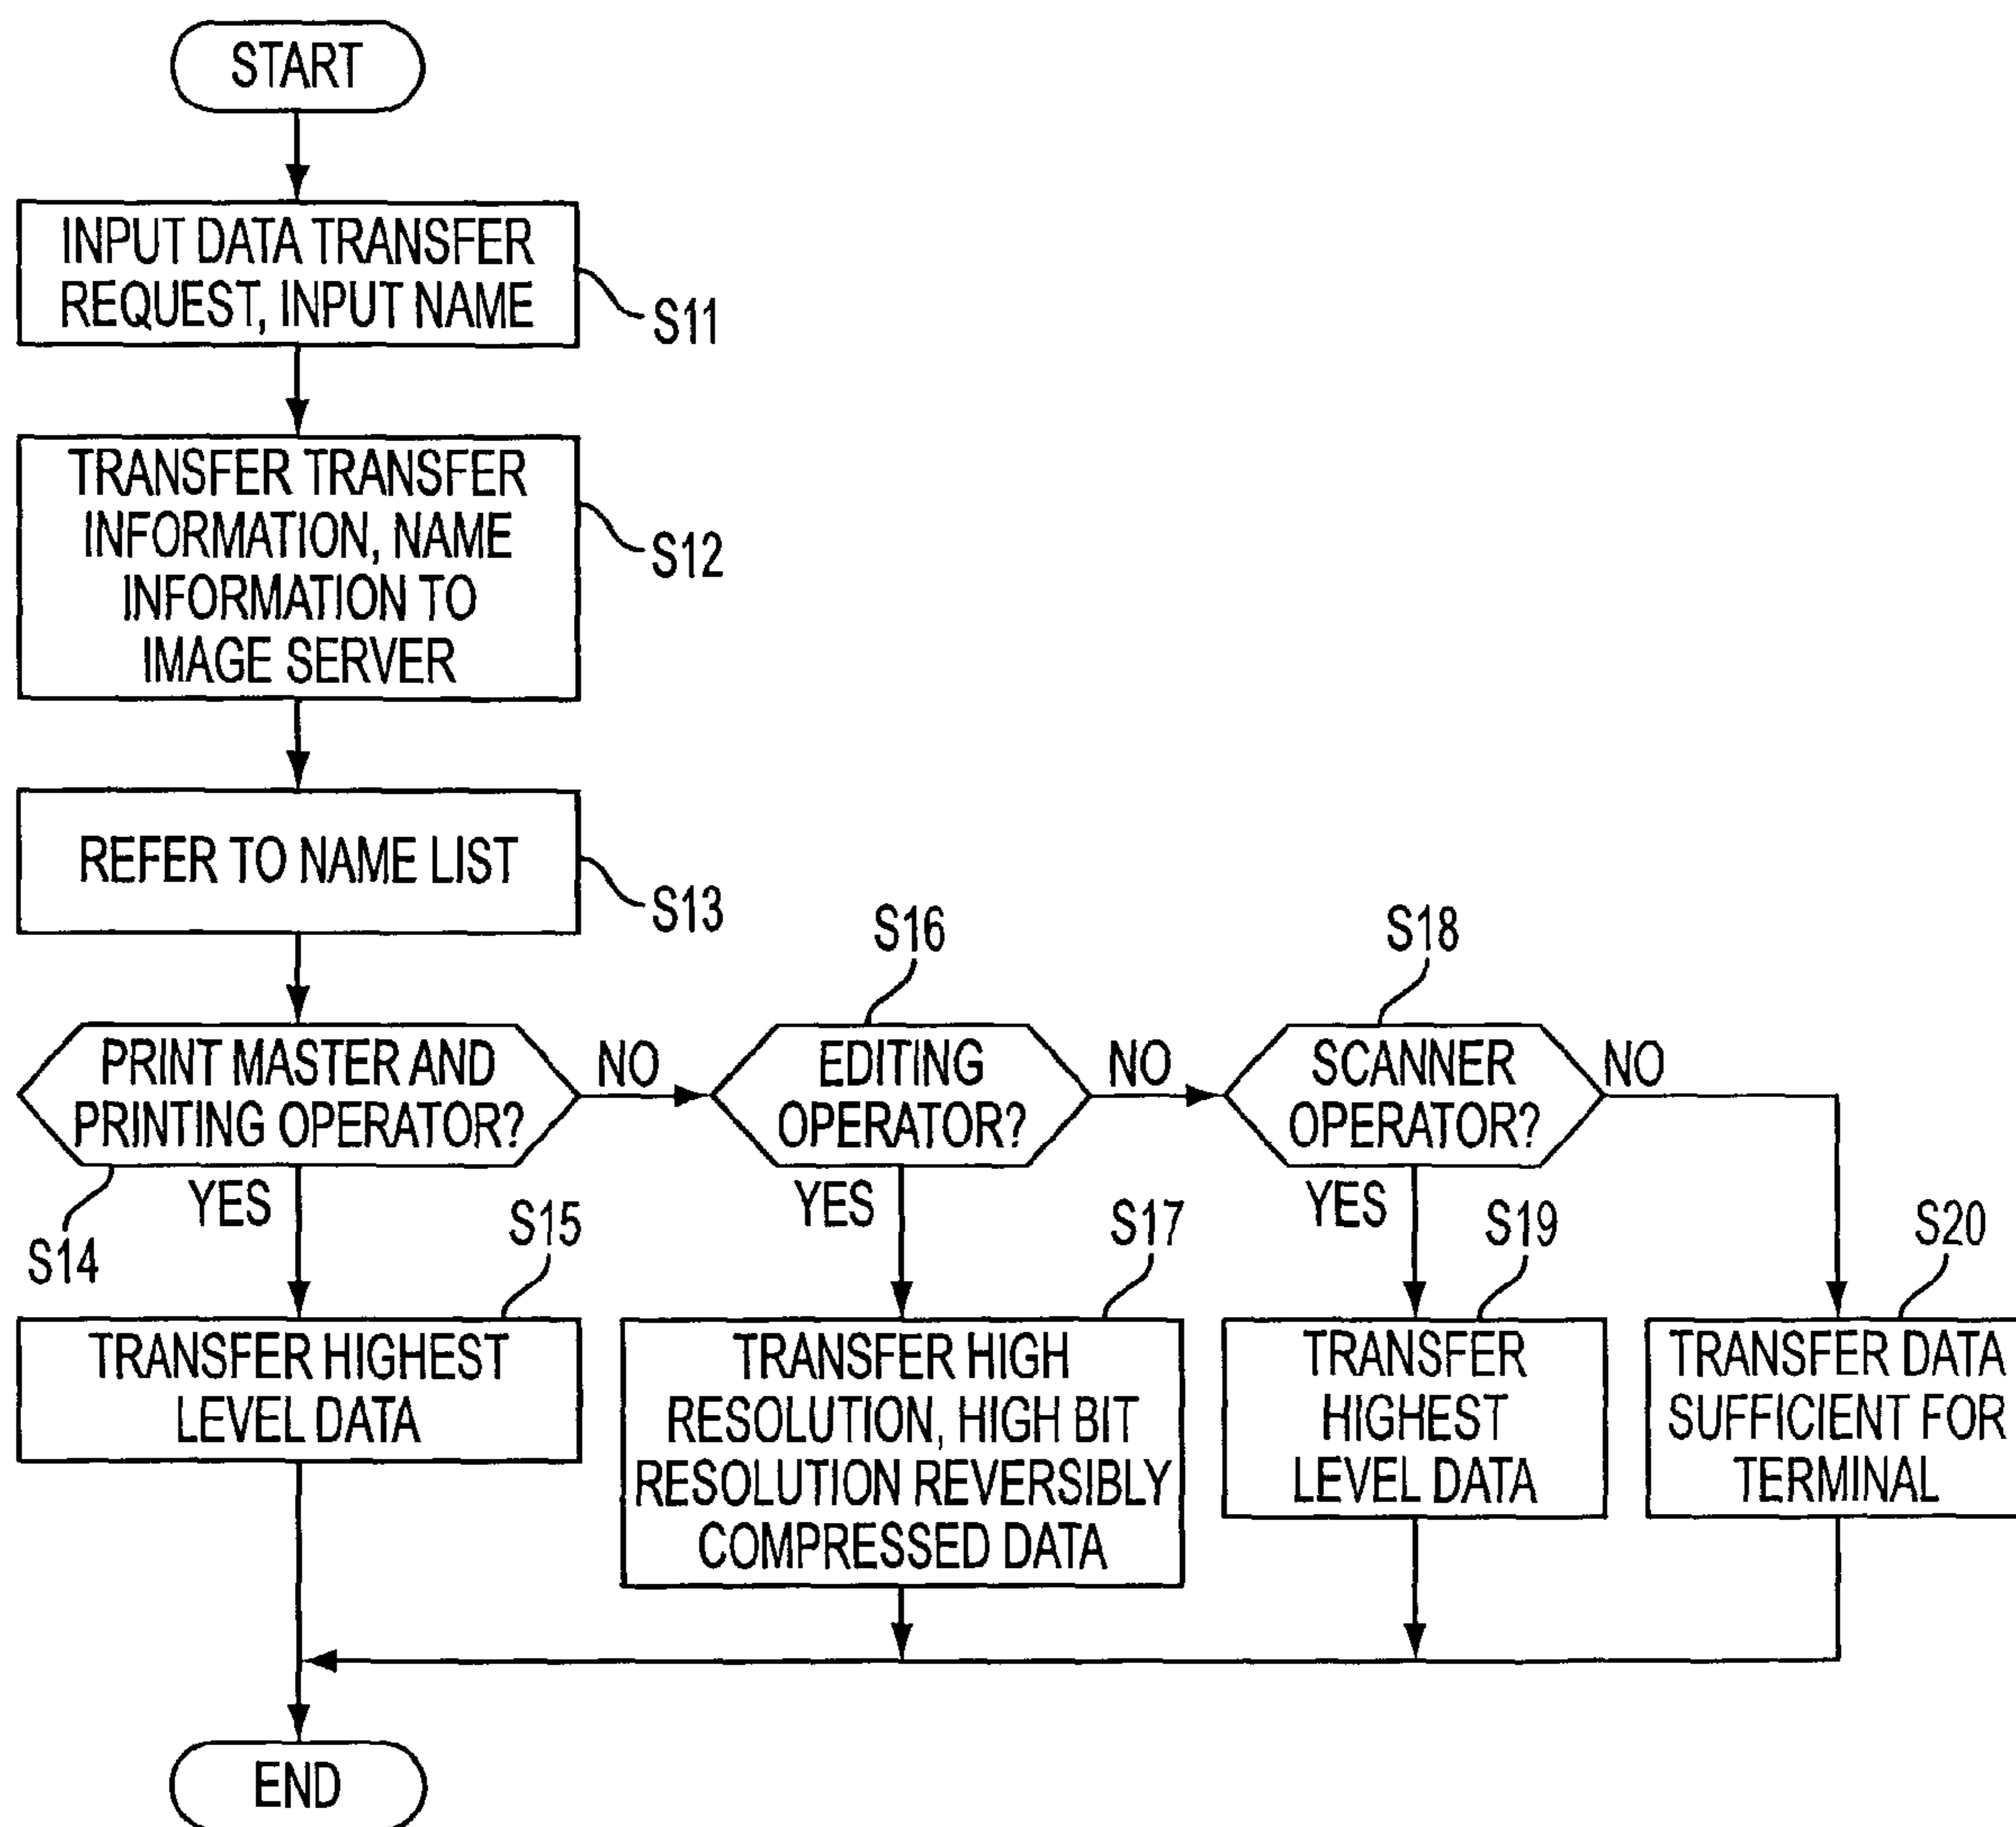 START
INPUT DATA TRANSFER
REQUEST, INPUT NAME
S11
TRANSFER TRANSFER
INFORMATION, NAME
INFORMATION TO
IMAGE SERVER
S12
REFER TO NAME LIST
S13
PRINT MASTER AND
PRINTING OPERATOR?
S14
NO
YES
S16
EDITING
OPERATOR?
NO
YES
S18
SCANNER
OPERATOR?
NO
YES
S15
TRANSFER HIGHEST
LEVEL DATA
S17
TRANSFER HIGH
RESOLUTION, HIGH BIT
RESOLUTION REVERSIBLY
COMPRESSED DATA
S19
TRANSFER
HIGHEST
LEVEL DATA
S20
TRANSFER DATA
SUFFICIENT FOR
TERMINAL
END